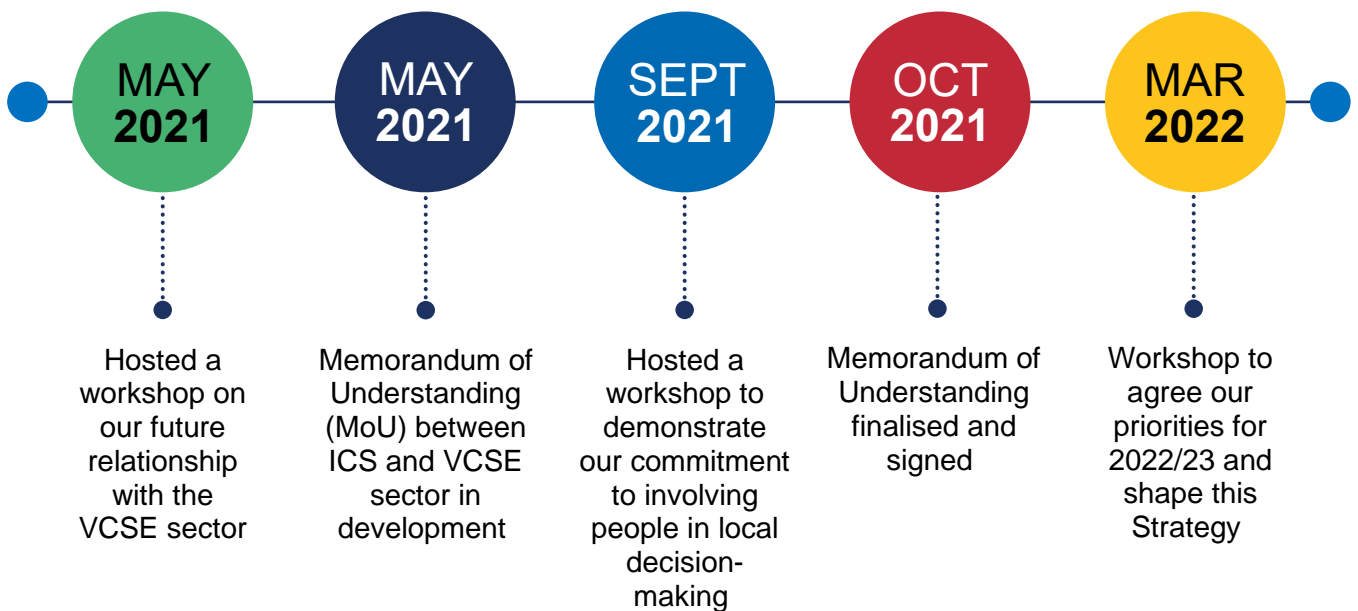 MAY
2021
MAY
2021
SEPT
2021
OCT
2021
MAR
2022
Hosted a
workshop on
our future
relationship
with the
VCSE sector
Memorandum of
Understanding
(MoU) between
ICS and VCSE
sector in
development
Hosted a
workshop to
demonstrate
our commitment
to involving
people in local
decision-
making
Memorandum of
Understanding
finalised and
signed
Workshop to
agree our
priorities for
2022/23 and
shape this
Strategy